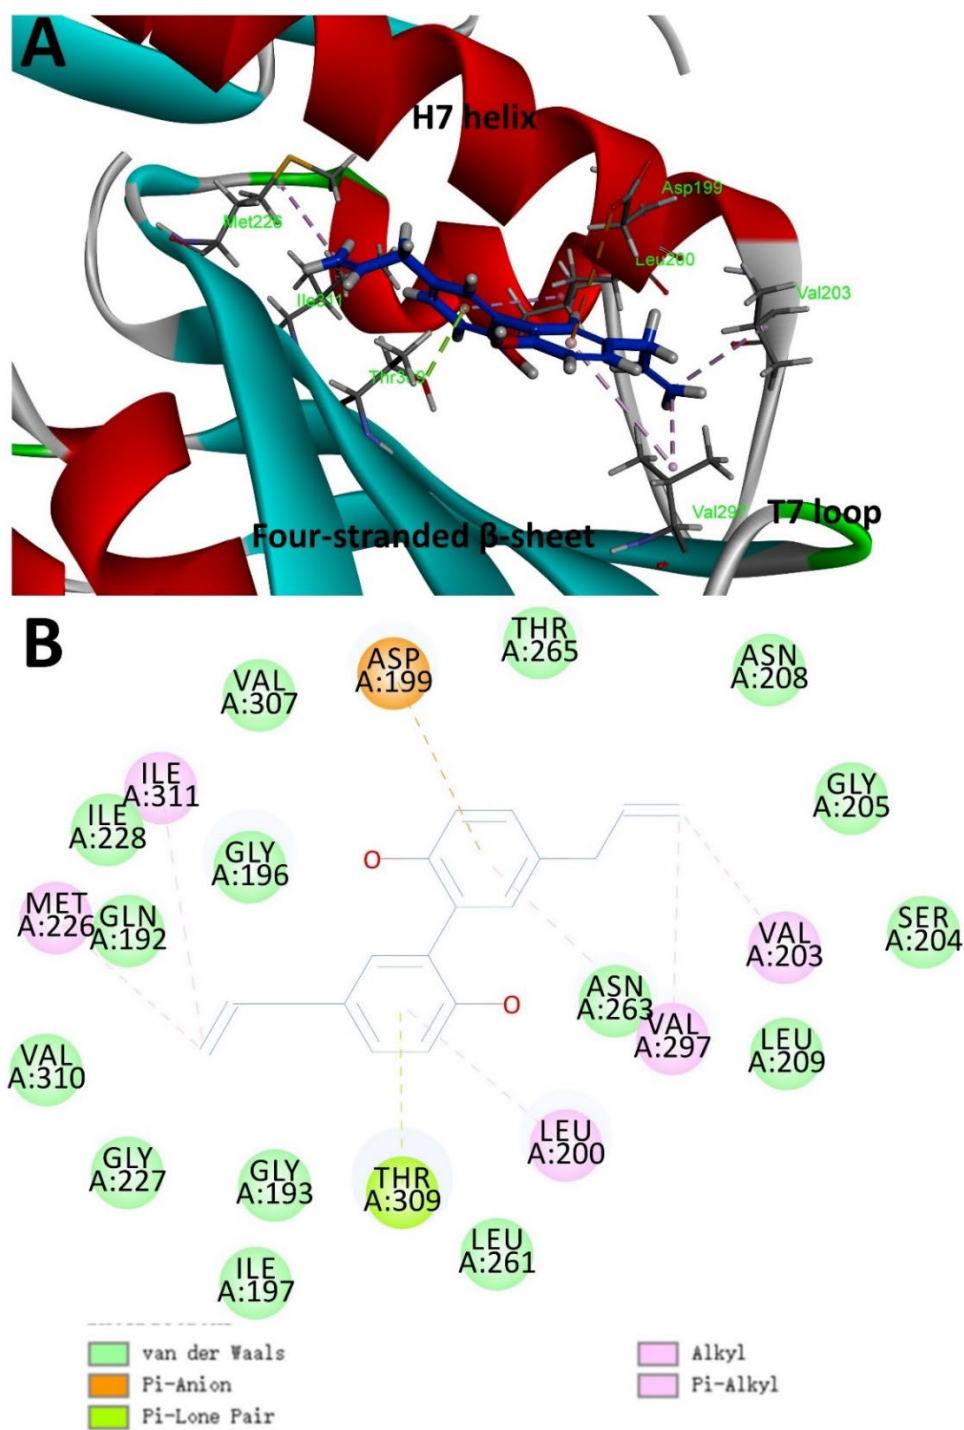 A
H7 helix
Asp199
Met226
Leu200
Ile311
Val203
Val297
T7 loop
Four-stranded β-sheet
B
THR
A:265
ASP
A:199
ASN
A:208
VAL
A:307
ILE
A:311
GLY
A:205
ILE
A:228
GLY
A:196
O
MET
A:226
GLN
A:192
SER
A:204
VAL
A:203
ASN
A:263
O
VAL
A:297
LEU
A:209
VAL
A:310
LEU
A:200
GLY
A:227
GLY
A:193
THR
A:309
LEU
A:261
ILE
A:197
van der Waals
Pi-Anion
Pi-Lone Pair
Alkyl
Pi-Alkyl